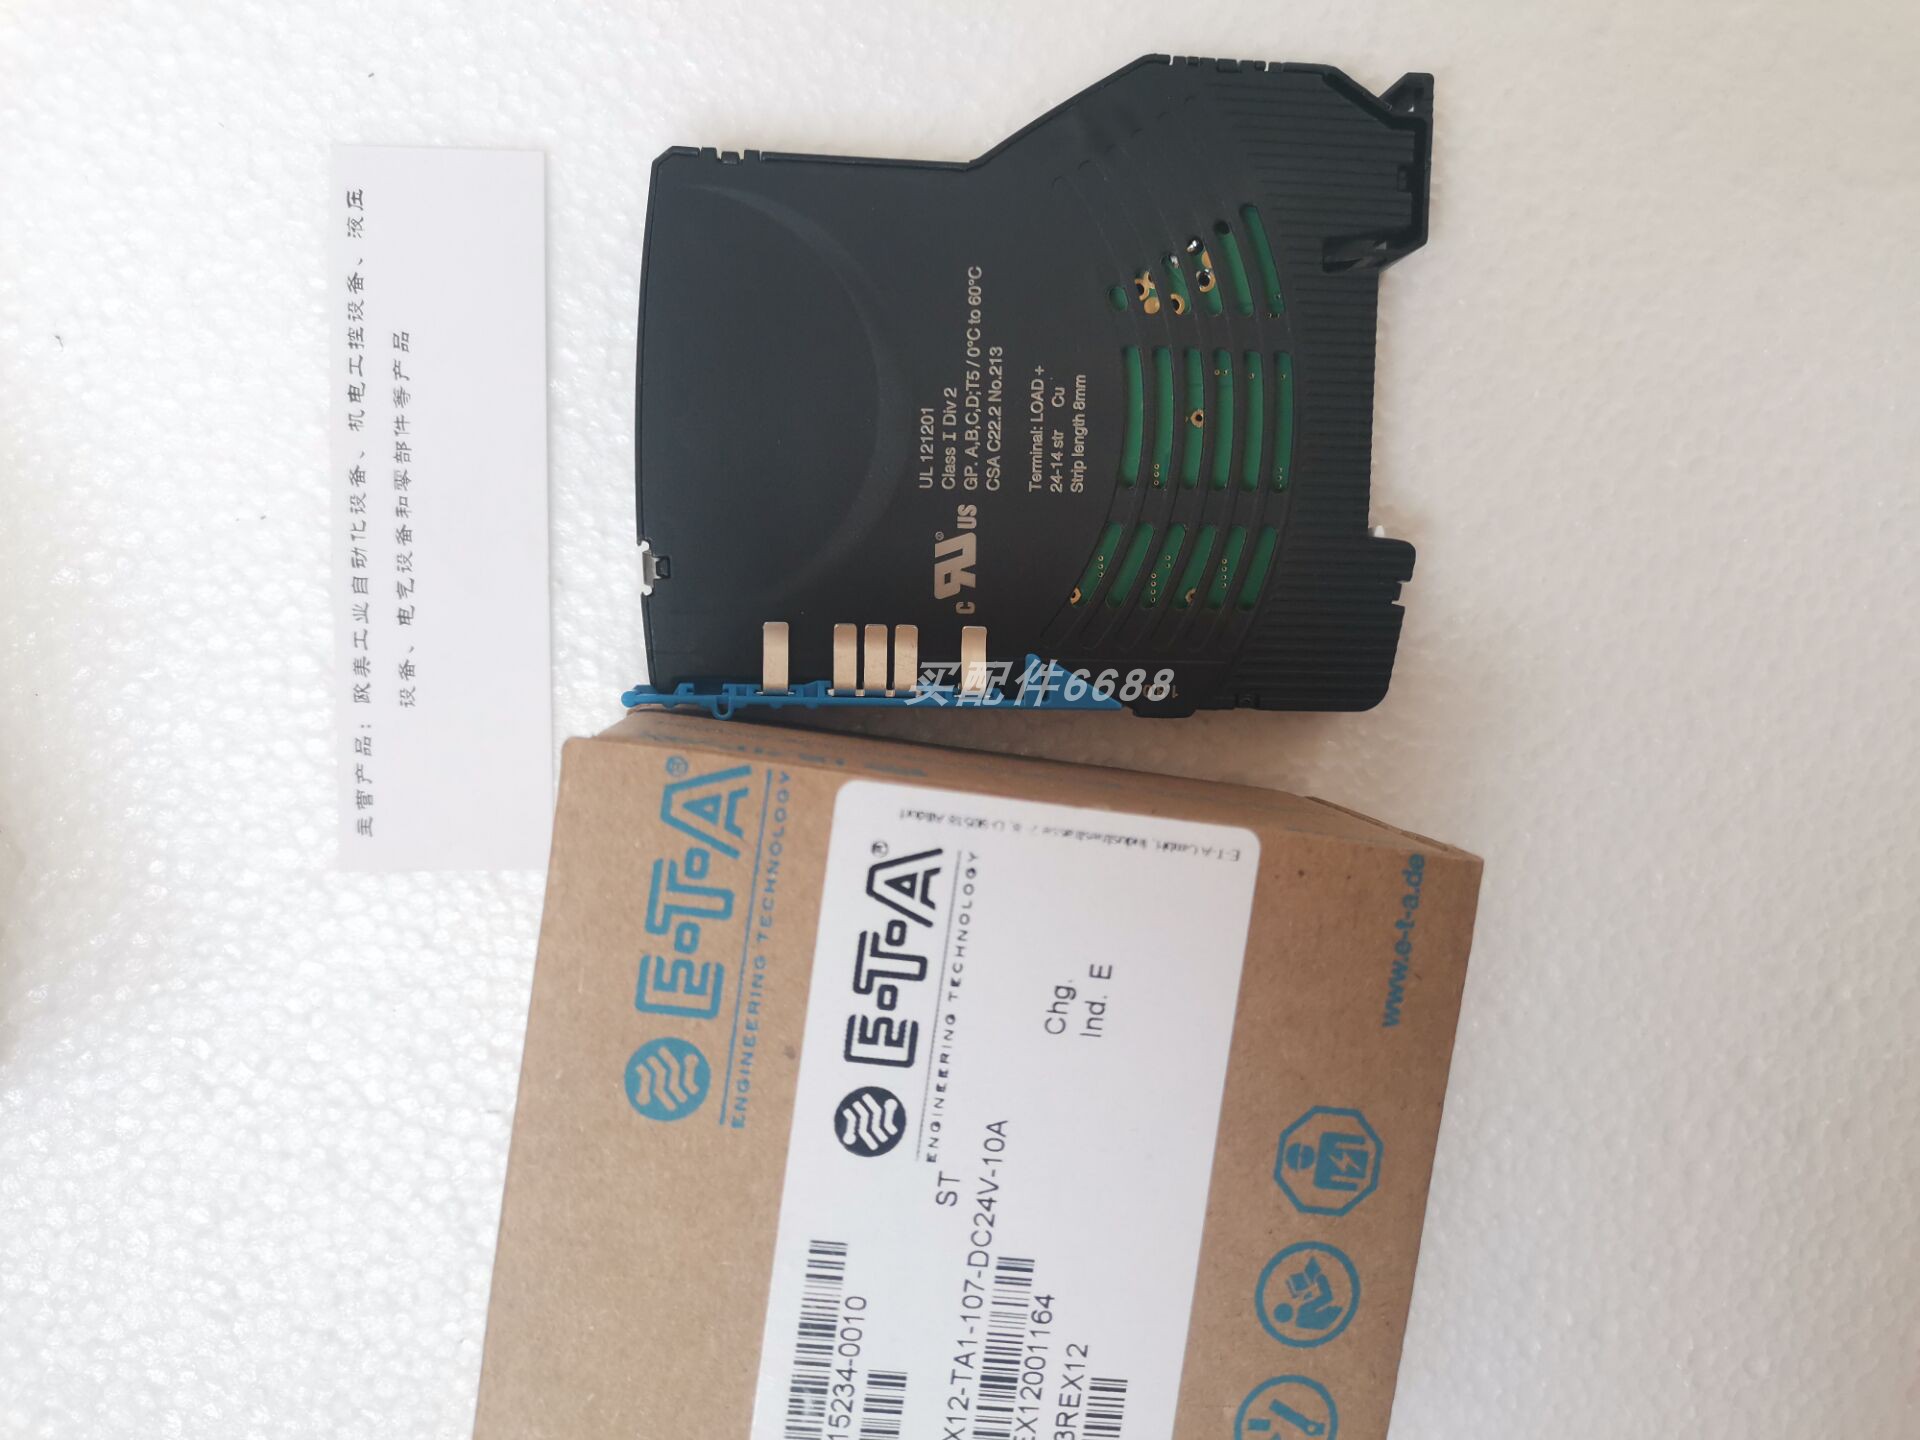 主营产品：欧美工业自动化设备、机电工控设备、液压
设备、电气设备和零部件等产品
UL 121201
Class I Div 2
GP. A,B,C,D;T5 / 0°C to 60°C
CSA C22.2 No.213
c RU ® US
Terminal: LOAD +
24-14 str Cu
Strip length 8mm
买配件6688
E-T-A®
ENGINEERING TECHNOLOGY
E-T-A®
ENGINEERING TECHNOLOGY
Chg.
Ind. E
ST
15234-0010
X12-TA1-107-DC24V-10A
EX12001164
3REX12
www.e-t-a.de